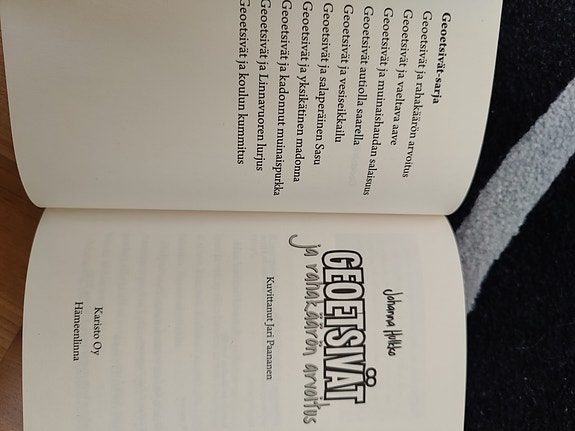 Geoetsivät-sarja
Geoetsivät ja rahakäärön arvoitus
Geoetsivät ja vaeltava aave
Geoetsivät ja muinaishaudan salaisuus
Geoetsivät autiolla saarella
Geoetsivät ja vesiseikkailu
Geoetsivät ja salaperäinen Sasu
Geoetsivät ja yksikätinen madonna
Geoetsivät ja kadonnut muinaispurkka
Geoetsivät ja Linnavuoren lurjus
Geoetsivät ja koulun kummitus
Johanna Hulkko
GEOETSIVÄT
ja rahakäärön arvoitus
Kuvittanut Jari Paananen
Karisto Oy
Hämeenlinna